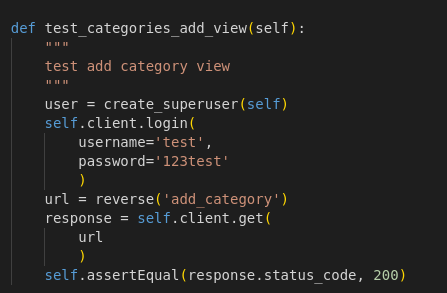 def test_categories_add_view(self):
    """
    test add category view
    """
    user = create_superuser(self)
    self.client.login(
        username='test',
        password='123test'
        )
    url = reverse('add_category')
    response = self.client.get(
        url
        )
    self.assertEqual(response.status_code, 200)